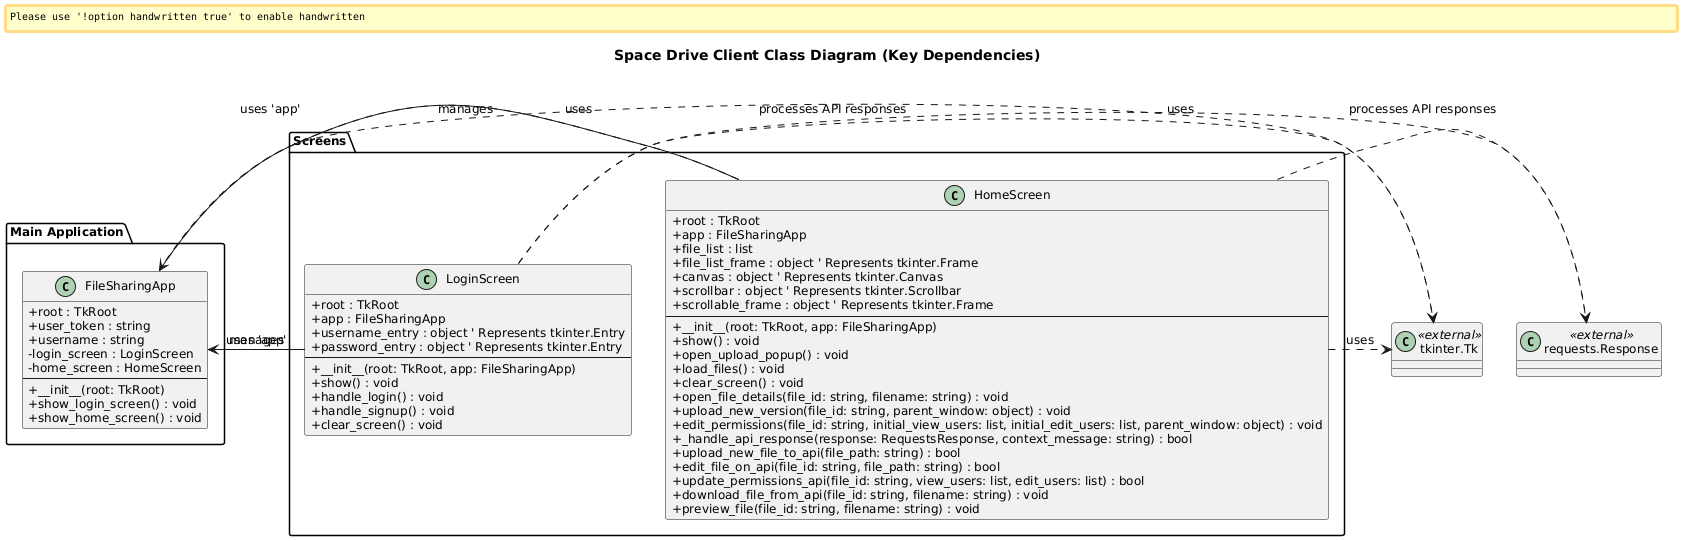 Please use '!option handwritten true' to enable handwritten
Space Drive Client Class Diagram (Key Dependencies)
uses 'app'
manages
uses
processes API responses
uses
processes API responses
Screens
Main Application
FileSharingApp
+root : TkRoot
+user_token : string
+username : string
-login_screen : LoginScreen
-home_screen : HomeScreen
+__init__(root: TkRoot)
+show_login_screen() : void
+show_home_screen() : void
uses 'app'
manages
LoginScreen
+root : TkRoot
+app : FileSharingApp
+username_entry : object ' Represents tkinter.Entry
+password_entry : object ' Represents tkinter.Entry
+__init__(root: TkRoot, app: FileSharingApp)
+show() : void
+handle_login() : void
+handle_signup() : void
+clear_screen() : void
HomeScreen
+root : TkRoot
+app : FileSharingApp
+file_list : list
+file_list_frame : object ' Represents tkinter.Frame
+canvas : object ' Represents tkinter.Canvas
+scrollbar : object ' Represents tkinter.Scrollbar
+scrollable_frame : object ' Represents tkinter.Frame
+__init__(root: TkRoot, app: FileSharingApp)
+show() : void
+open_upload_popup() : void
+load_files() : void
+clear_screen() : void
+open_file_details(file_id: string, filename: string) : void
+upload_new_version(file_id: string, parent_window: object) : void
+edit_permissions(file_id: string, initial_view_users: list, initial_edit_users: list, parent_window: object) : void
+_handle_api_response(response: RequestsResponse, context_message: string) : bool
+upload_new_file_to_api(file_path: string) : bool
+edit_file_on_api(file_id: string, file_path: string) : bool
+update_permissions_api(file_id: string, view_users: list, edit_users: list) : bool
+download_file_from_api(file_id: string, filename: string) : void
+preview_file(file_id: string, filename: string) : void
uses
«external»
tkinter.Tk
«external»
requests.Response